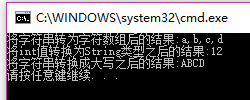 C:\WINDOWS\system32\cmd.exe
将字符串转为字符数组后的结果:a,b,c,d
将int值转换为String类型之后的结果:12
将字符串转换成大写之后的结果:ABCD
请按任意键继续. . .